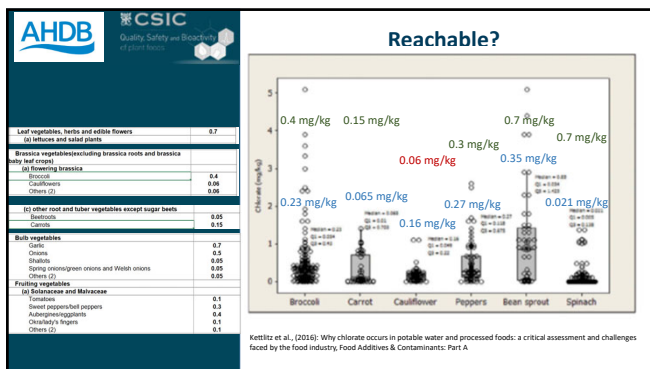 AHDB
CSIC
Quality, Safety and Bioactivity
of plant foods
Reachable?
Leaf vegetables, herbs and edible flowers 0.7
(a) lettuces and salad plants
Brassica vegetables(excluding brassica roots and brassica
baby leaf crops)
(a) flowering brassica
Broccoli 0.4
Cauliflowers 0.06
Others (2) 0.06
(c) other root and tuber vegetables except sugar beets
Beetroots 0.05
Carrots 0.15
Bulb vegetables
Garlic 0.7
Onions 0.5
Shallots 0.05
Spring onions/green onions and Welsh onions 0.05
Others (2) 0.05
Fruiting vegetables
(a) Solanaceae and Malvaceae
Tomatoes 0.1
Sweet peppers/bell peppers 0.3
Aubergines/eggplants 0.4
Okra/lady's fingers 0.1
Others (2) 0.1
Chlorate (mg/kg)
5
4
3
2
1
0
0.4 mg/kg
0.15 mg/kg
0.06 mg/kg
0.3 mg/kg
0.7 mg/kg
0.7 mg/kg
0.23 mg/kg
0.065 mg/kg
0.16 mg/kg
0.27 mg/kg
0.35 mg/kg
0.021 mg/kg
Broccoli Carrot Cauliflower Peppers Bean sprout Spinach
Kettlitz et al., (2016): Why chlorate occurs in potable water and processed foods: a critical assessment and challenges
faced by the food industry, Food Additives & Contaminants: Part A